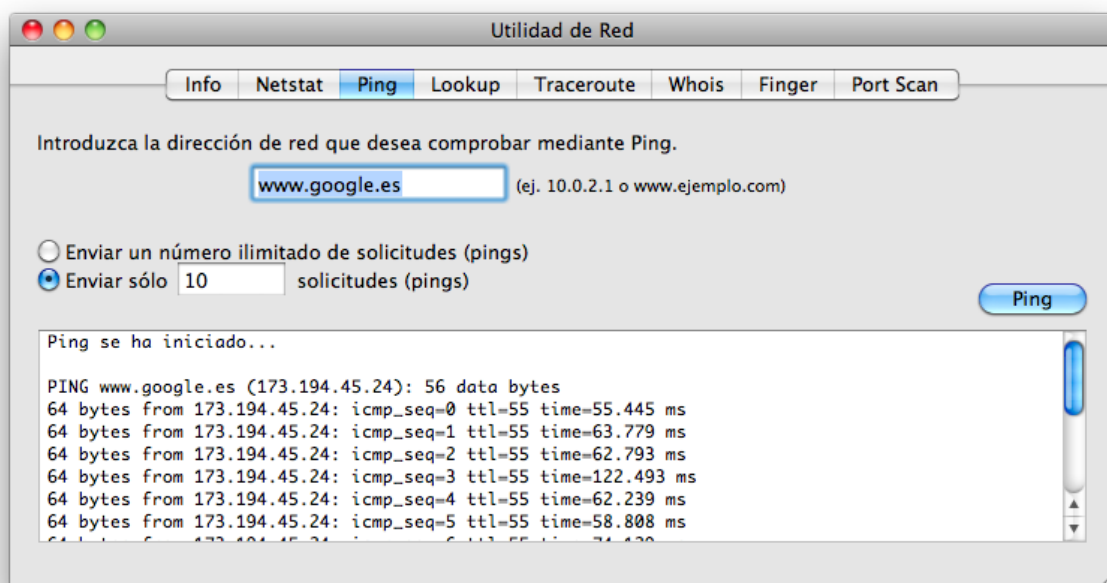 Utilidad de Red
Info Netstat Ping Lookup Traceroute Whois Finger Port Scan
Introduzca la dirección de red que desea comprobar mediante Ping.
www.google.es (ej. 10.0.2.1 o www.ejemplo.com)
Enviar un número ilimitado de solicitudes (pings)
Enviar sólo 10 solicitudes (pings)
Ping
Ping se ha iniciado...
PING www.google.es (173.194.45.24): 56 data bytes
64 bytes from 173.194.45.24: icmp_seq=0 ttl=55 time=55.445 ms
64 bytes from 173.194.45.24: icmp_seq=1 ttl=55 time=63.779 ms
64 bytes from 173.194.45.24: icmp_seq=2 ttl=55 time=62.793 ms
64 bytes from 173.194.45.24: icmp_seq=3 ttl=55 time=122.493 ms
64 bytes from 173.194.45.24: icmp_seq=4 ttl=55 time=62.239 ms
64 bytes from 173.194.45.24: icmp_seq=5 ttl=55 time=58.808 ms